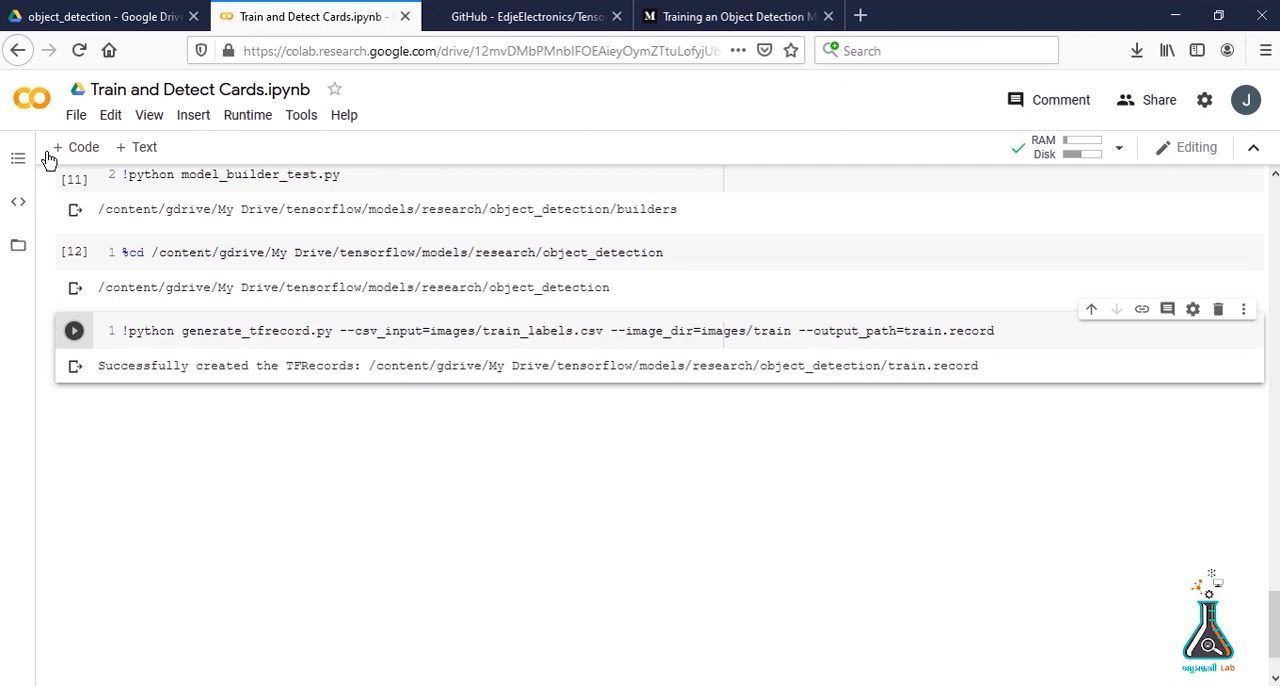 object_detection - Google Driv
Train and Detect Cards.ipynb -
GitHub - EdjeElectronics/Tenso
Training an Object Detection M
https://colab.research.google.com/drive/12mvDMbPMnbIFOEAieyOymZTtuLofyjUb
Search
CO
Train and Detect Cards.ipynb
Comment
Share
J
File Edit View Insert Runtime Tools Help
+ Code + Text
RAM
Disk
Editing
[11] 2 !python model_builder_test.py
/content/gdrive/My Drive/tensorflow/models/research/object_detection/builders
[12] 1 %cd /content/gdrive/My Drive/tensorflow/models/research/object_detection
/content/gdrive/My Drive/tensorflow/models/research/object_detection
1 !python generate_tfrecord.py --csv_input=images/train_labels.csv --image_dir=images/train --output_path=train.record
Successfully created the TFRecords: /content/gdrive/My Drive/tensorflow/models/research/object_detection/train.record
Lab